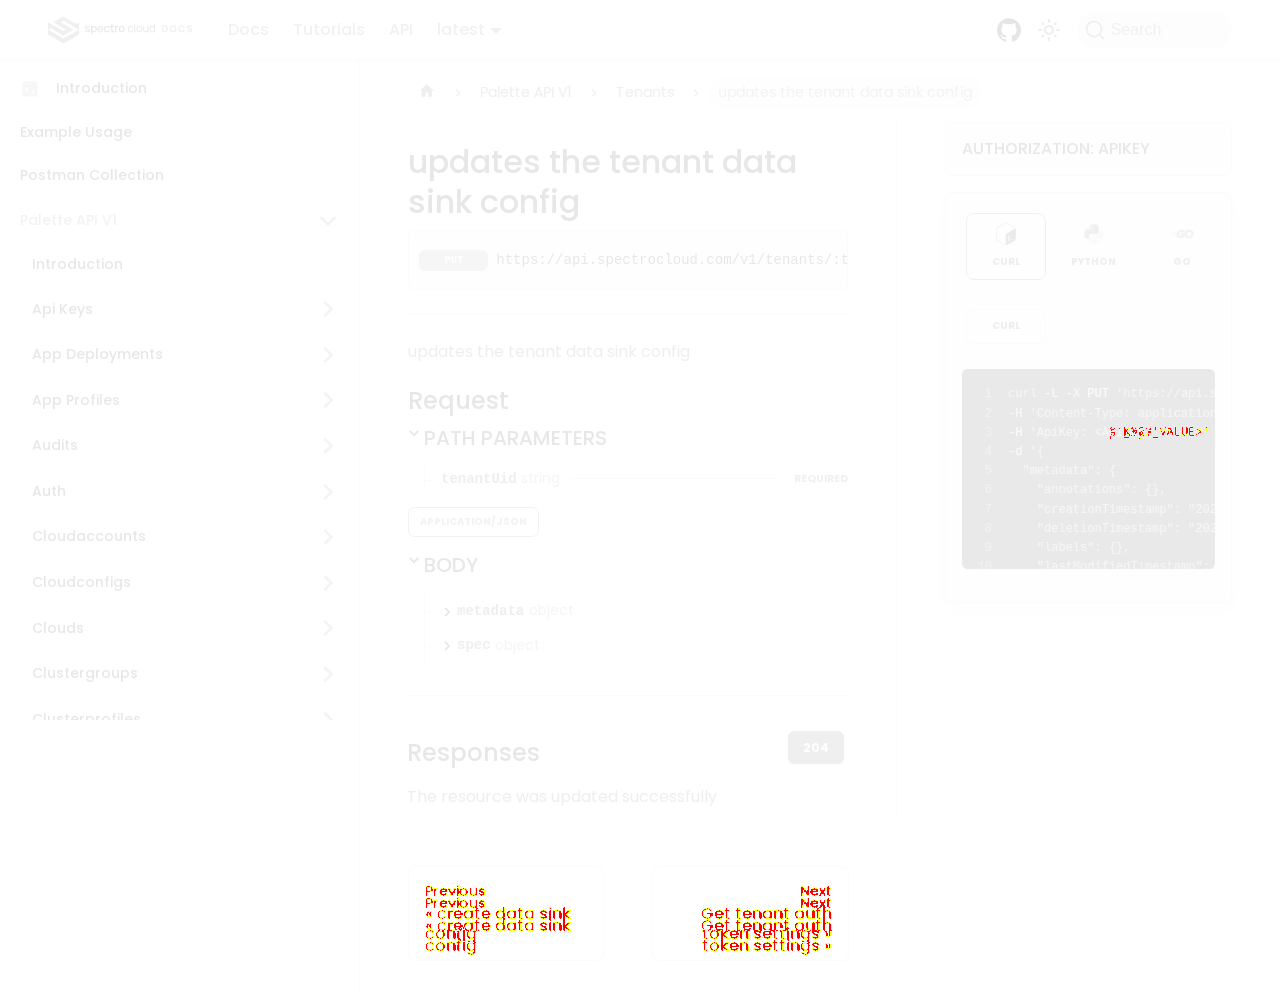 spectro cloud DOCS
Docs Tutorials API latest
Search
Introduction
Example Usage
Postman Collection
Palette API V1
Introduction
Api Keys
App Deployments
App Profiles
Audits
Auth
Cloudaccounts
Cloudconfigs
Clouds
Clustergroups
Clusterprofiles
Palette API V1 Tenants updates the tenant data sink config
updates the tenant data
sink config
PUT https://api.spectrocloud.com/v1/tenants/:t
updates the tenant data sink config
Request
PATH PARAMETERS
tenantUid string REQUIRED
APPLICATION/JSON
BODY
metadata object
spec object
Responses
204
The resource was updated successfully
Previous
« create data sink
config
Next
Get tenant auth
token settings »
AUTHORIZATION: APIKEY
CURL PYTHON GO
CURL
1 curl -L -X PUT 'https://api.s
2 -H 'Content-Type: application
3 -H 'ApiKey:
4 -d '{
5 "metadata": {
6 "annotations": {},
7 "creationTimestamp": "202
8 "deletionTimestamp": "202
9 "labels": {},
10 "lastModifiedTimestamp":